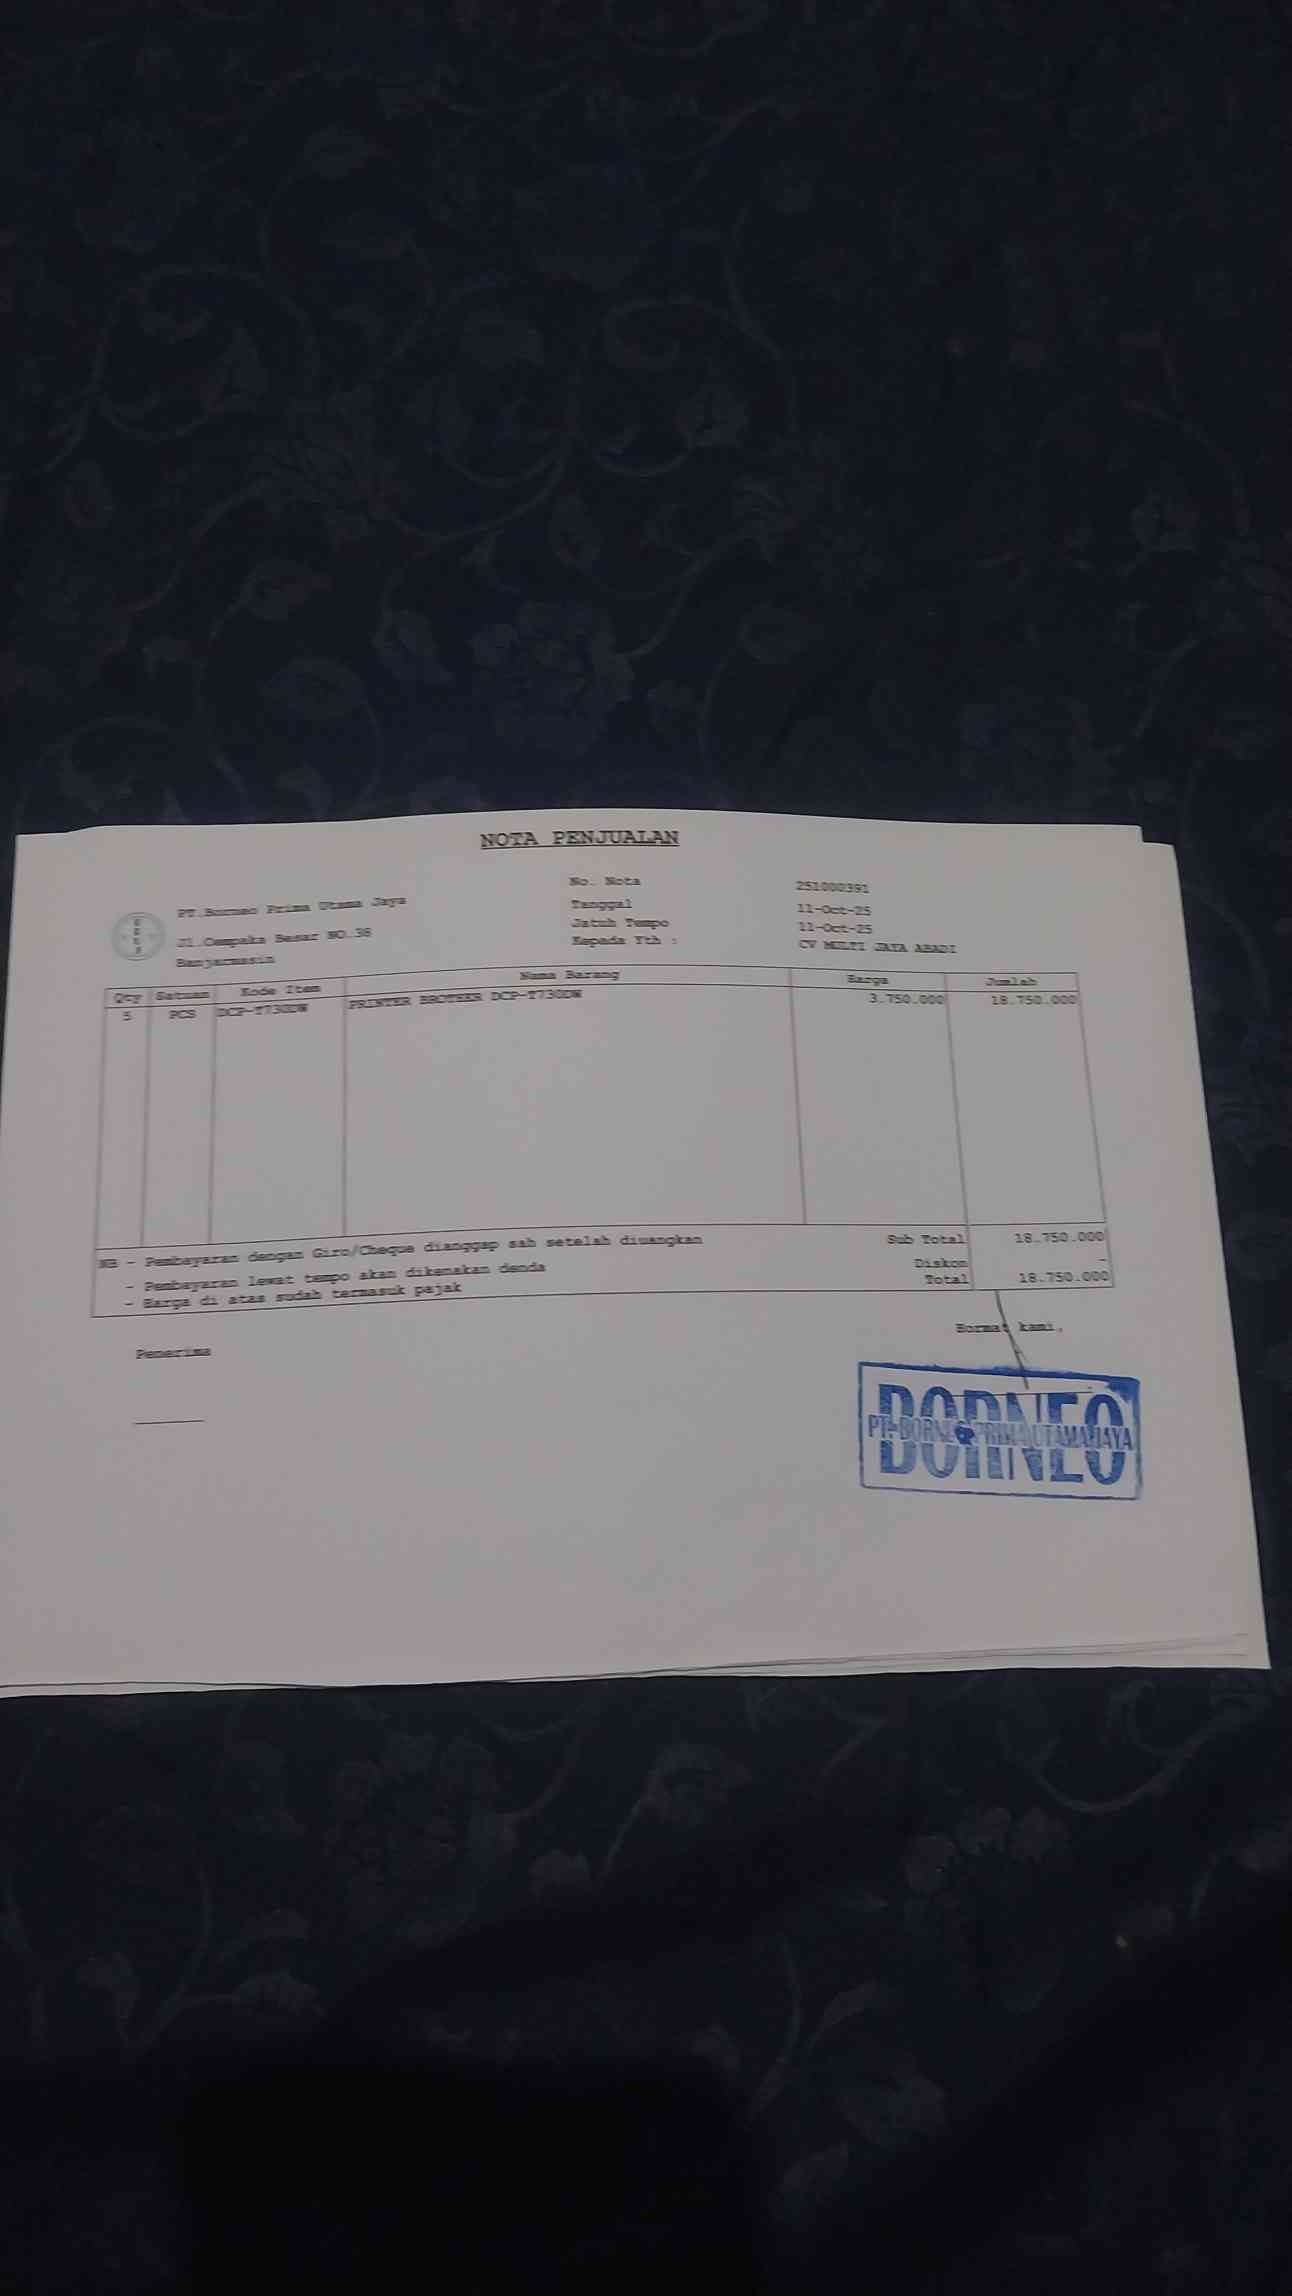 NOTA PENJUALAN
PT.Borneo Prima Utama Jaya
Jl.Cempaka Besar NO.38
Banjarmasin
No. Nota 251000391
Tanggal 11-Oct-25
Jatuh Tempo 11-Oct-25
Kepada Yth : CV MULTI JAYA ABADI
Qty Satuan Kode Item Nama Barang Harga Jumlah
5 PCS DCP-T730DW PRINTER BROTHER DCP-T730DW 3.750.000 18.750.000
NB - Pembayaran dengan Giro/Cheque dianggap sah setelah diuangkan
- Pembayaran lewat tempo akan dikenakan denda
- Harga di atas sudah termasuk pajak
Sub Total 18.750.000
Diskon -
Total 18.750.000
Penerima
Hormat kami,
BORNEO
PT. BORNEO PRIMA UTAMA JAYA